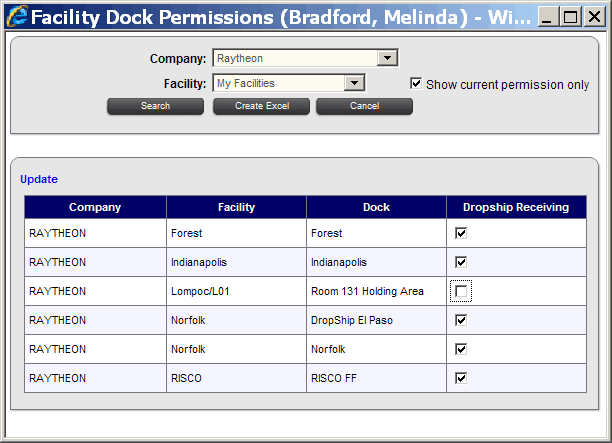 Facility Dock Permissions (Bradford, Melinda) - Wi...
Company: Raytheon
Facility: My Facilities Show current permission only
Search Create Excel Cancel
Update
Company Facility Dock Dropship Receiving
RAYTHEON Forest Forest
RAYTHEON Indianapolis Indianapolis
RAYTHEON Lompoc/L01 Room 131 Holding Area
RAYTHEON Norfolk DropShip El Paso
RAYTHEON Norfolk Norfolk
RAYTHEON RISCO RISCO FF